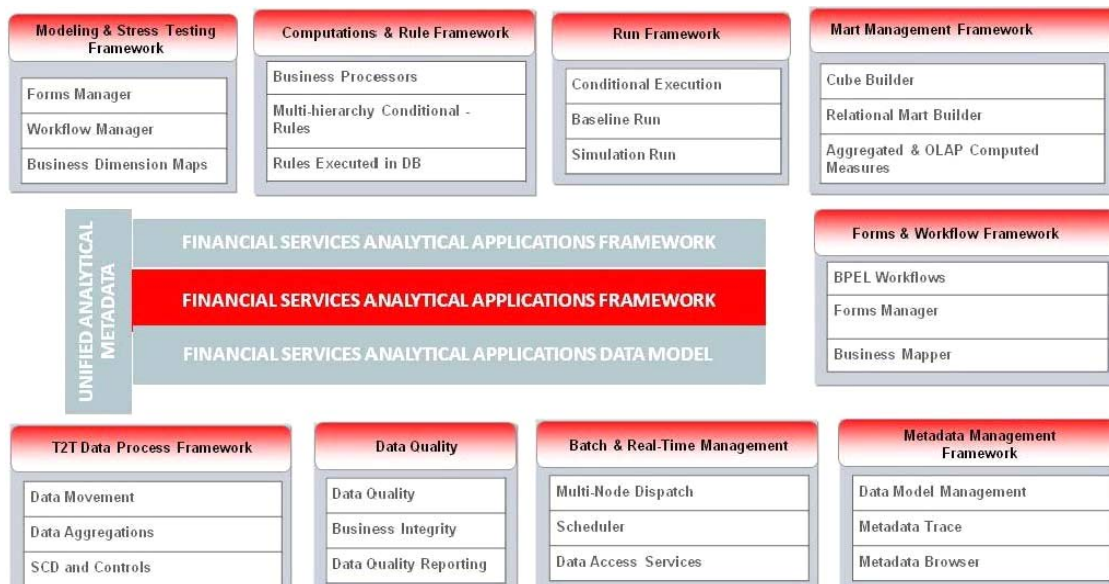 Modeling & Stress Testing
Framework
Forms Manager
Workflow Manager
Business Dimension Maps
Computations & Rule Framework
Business Processors
Multi-hierarchy Conditional -
Rules
Rules Executed in DB
Run Framework
Conditional Execution
Baseline Run
Simulation Run
Mart Management Framework
Cube Builder
Relational Mart Builder
Aggregated & OLAP Computed
Measures
UNIFIED ANALYTICAL
METADATA
FINANCIAL SERVICES ANALYTICAL APPLICATIONS FRAMEWORK
FINANCIAL SERVICES ANALYTICAL APPLICATIONS FRAMEWORK
FINANCIAL SERVICES ANALYTICAL APPLICATIONS DATA MODEL
Forms & Workflow Framework
BPEL Workflows
Forms Manager
Business Mapper
T2T Data Process Framework
Data Movement
Data Aggregations
SCD and Controls
Data Quality
Data Quality
Business Integrity
Data Quality Reporting
Batch & Real-Time Management
Multi-Node Dispatch
Scheduler
Data Access Services
Metadata Management
Framework
Data Model Management
Metadata Trace
Metadata Browser